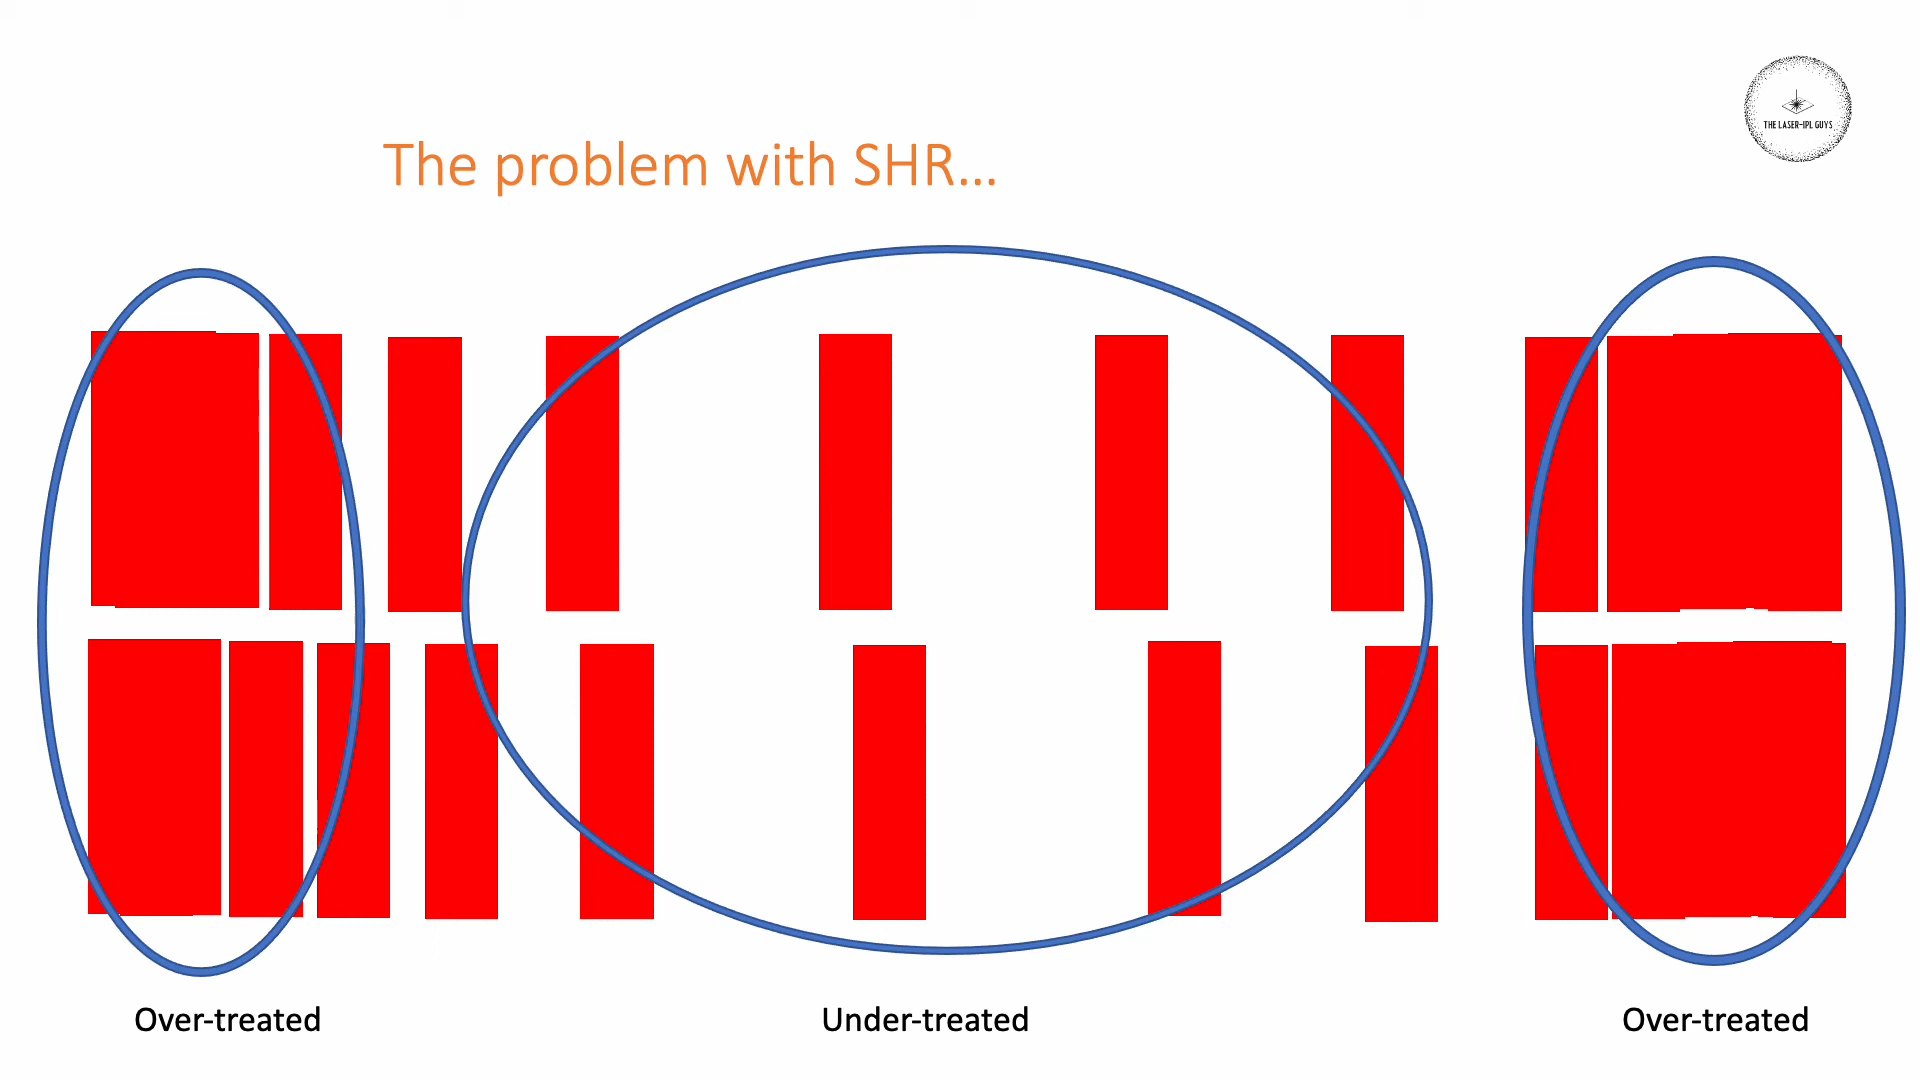 THE LASER-IPL GUYS
The problem with SHR...
Over-treated
Under-treated
Over-treated